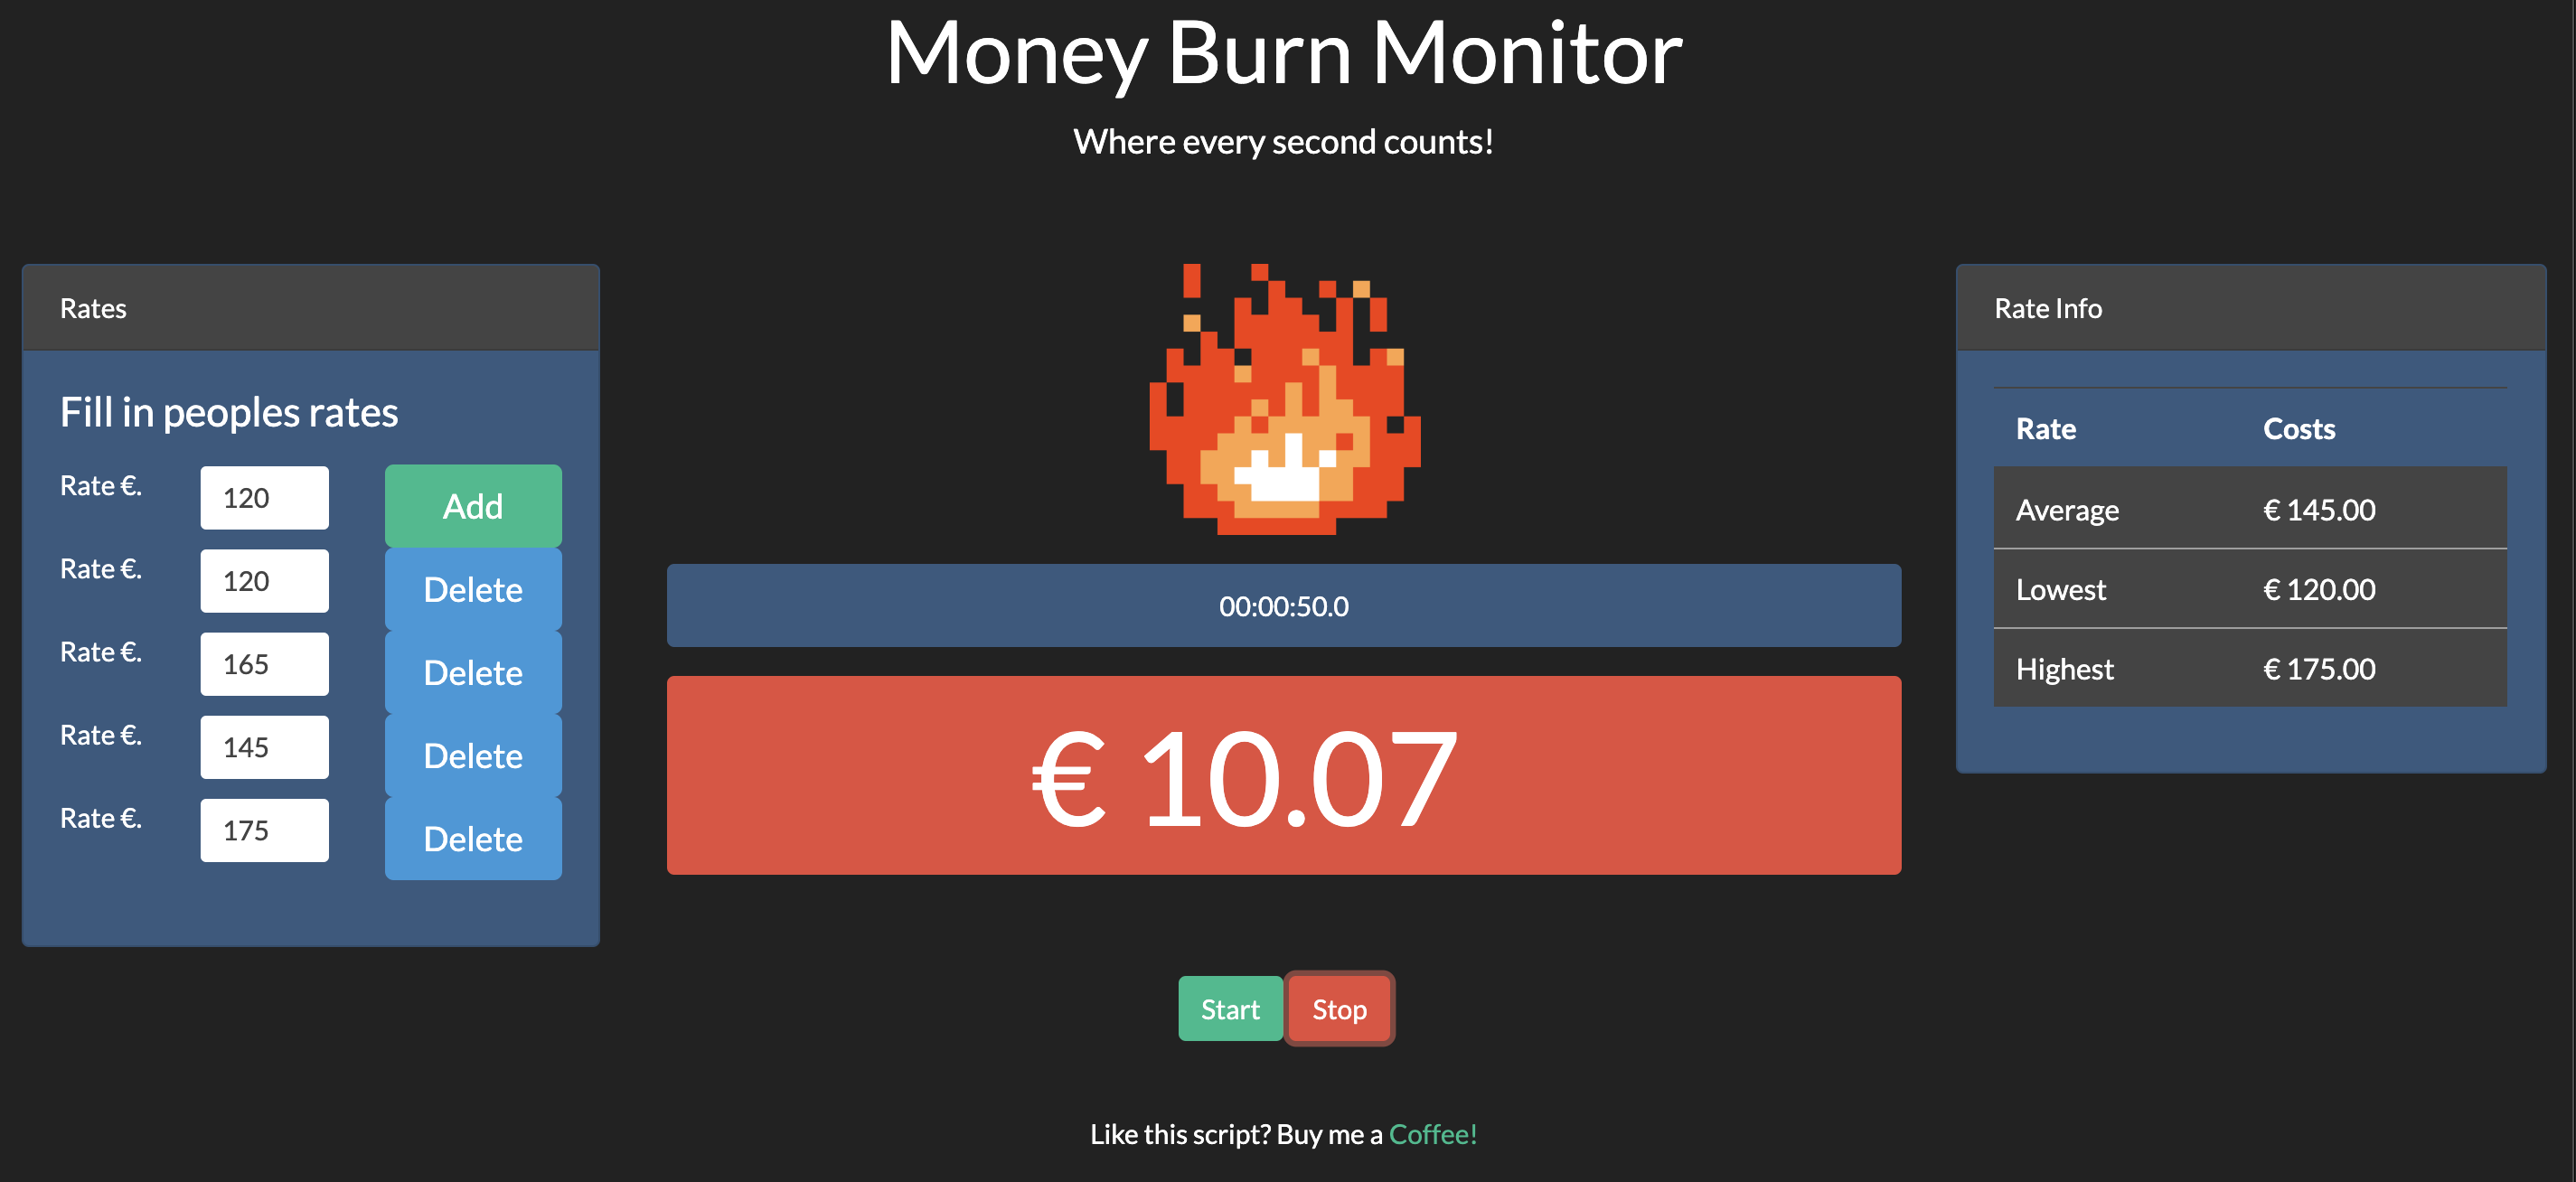 Money Burn Monitor
Where every second counts!
Rates
Fill in peoples rates
Rate €. 120 Add
Rate €. 120 Delete
Rate €. 165 Delete
Rate €. 145 Delete
Rate €. 175 Delete
00:00:50.0
€ 10.07
Start Stop
Like this script? Buy me a Coffee!
Rate Info
Rate Costs
Average € 145.00
Lowest € 120.00
Highest € 175.00